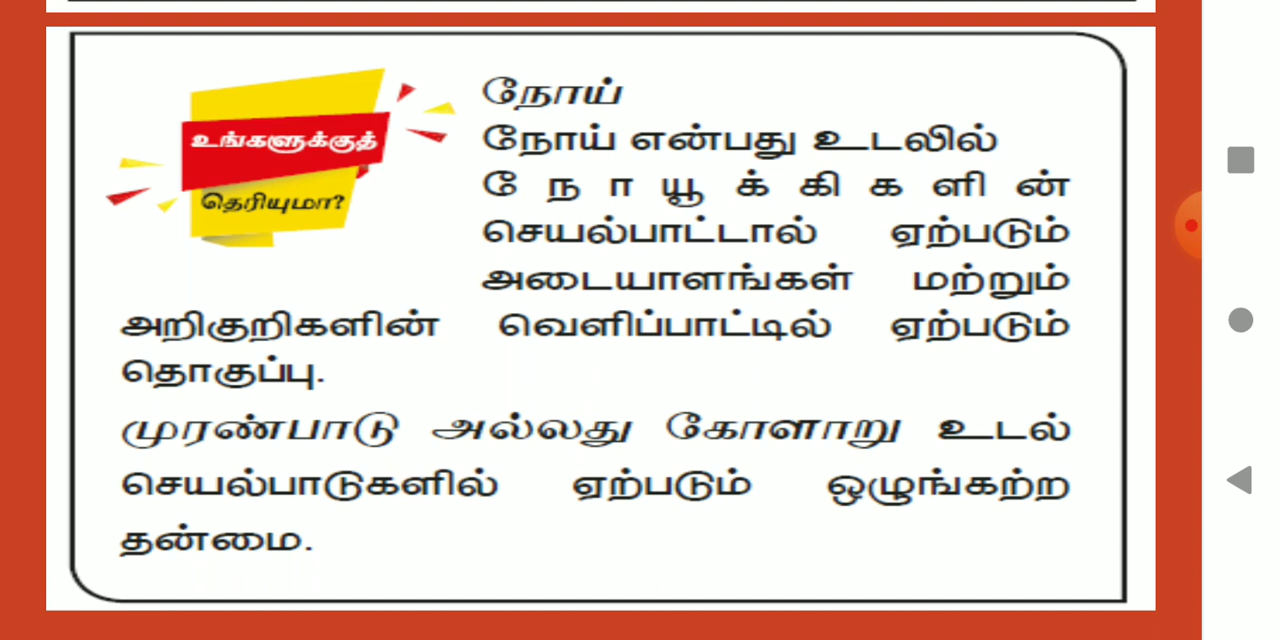 உங்களுக்குத்
தெரியுமா?
நோய்
நோய் என்பது உடலில்
நோயூக்கிகளின்
செயல்பாட்டால் ஏற்படும்
அடையாளங்கள் மற்றும்
அறிகுறிகளின் வெளிப்பாட்டில் ஏற்படும்
தொகுப்பு.
முரண்பாடு அல்லது கோளாறு உடல்
செயல்பாடுகளில் ஏற்படும் ஒழுங்கற்ற
தன்மை.